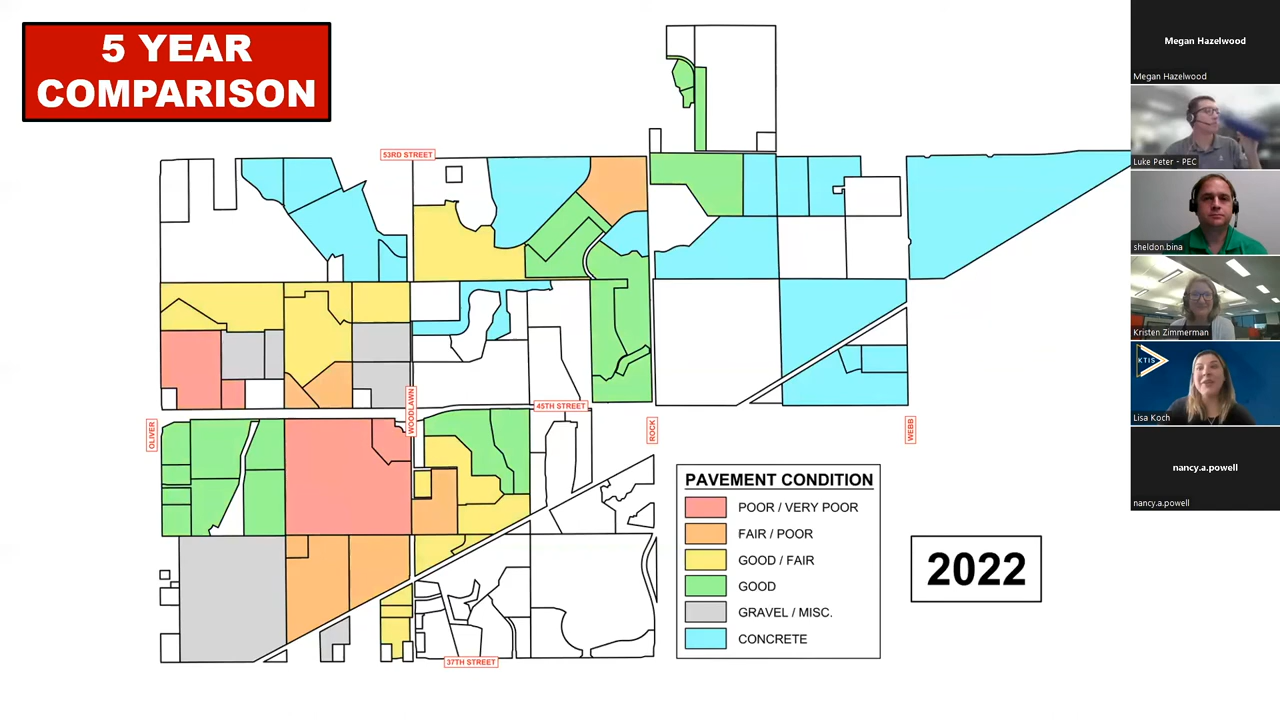 5 YEAR
COMPARISON
53RD STREET
45TH STREET
WOODLAWN
OLIVER
ROCK
WEBB
37TH STREET
PAVEMENT CONDITION
POOR / VERY POOR
FAIR / POOR
GOOD / FAIR
GOOD
GRAVEL / MISC.
CONCRETE
2022
Megan Hazelwood
Megan Hazelwood
Luke Peter - PEC
sheldon.bina
Kristen Zimmerman
KTIS
Lisa Koch
nancy.a.powell
nancy.a.powell